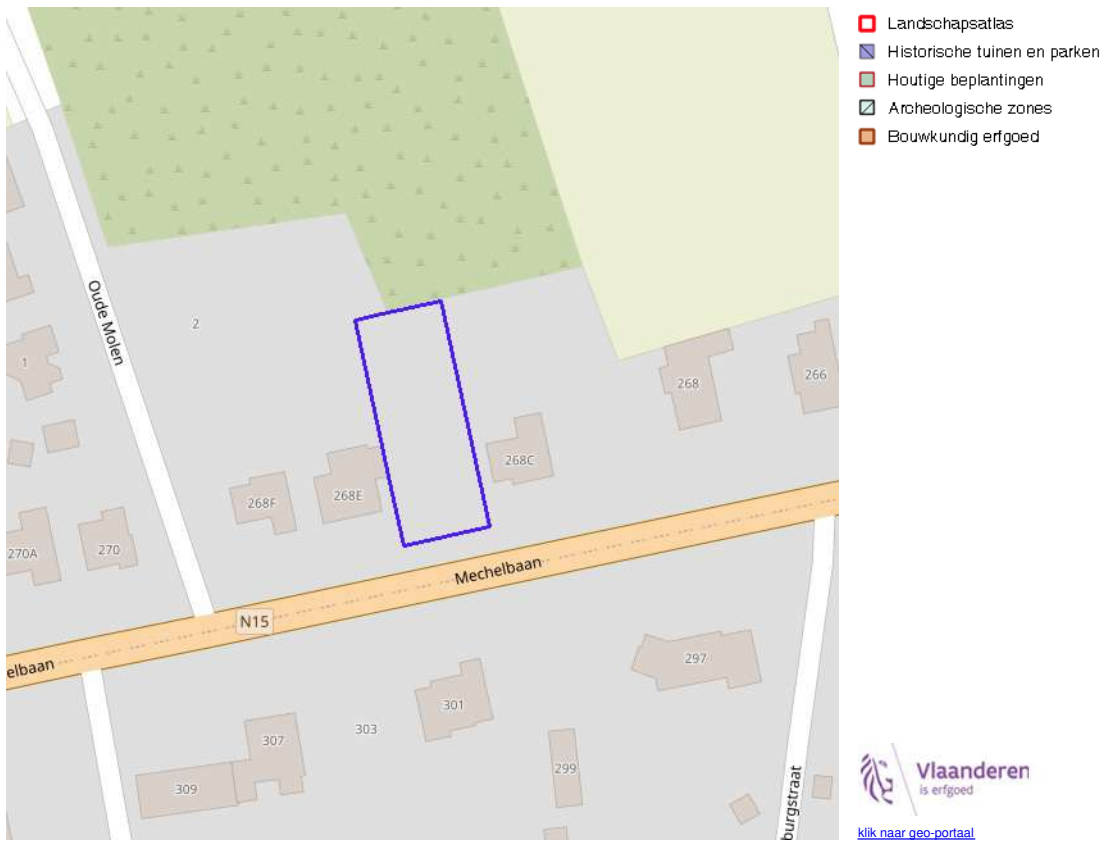 Landschapsatlas
Historische tuinen en parken
Houtige beplantingen
Archeologische zones
Bouwkundig erfgoed
Oude Molen
2
1
268
266
268C
268E
268F
270
270A
Mechelbaan
N15
elbaan
297
301
303
307
309
299
burgstraat
Vlaanderen
is erfgoed
klik naar geo-portaal